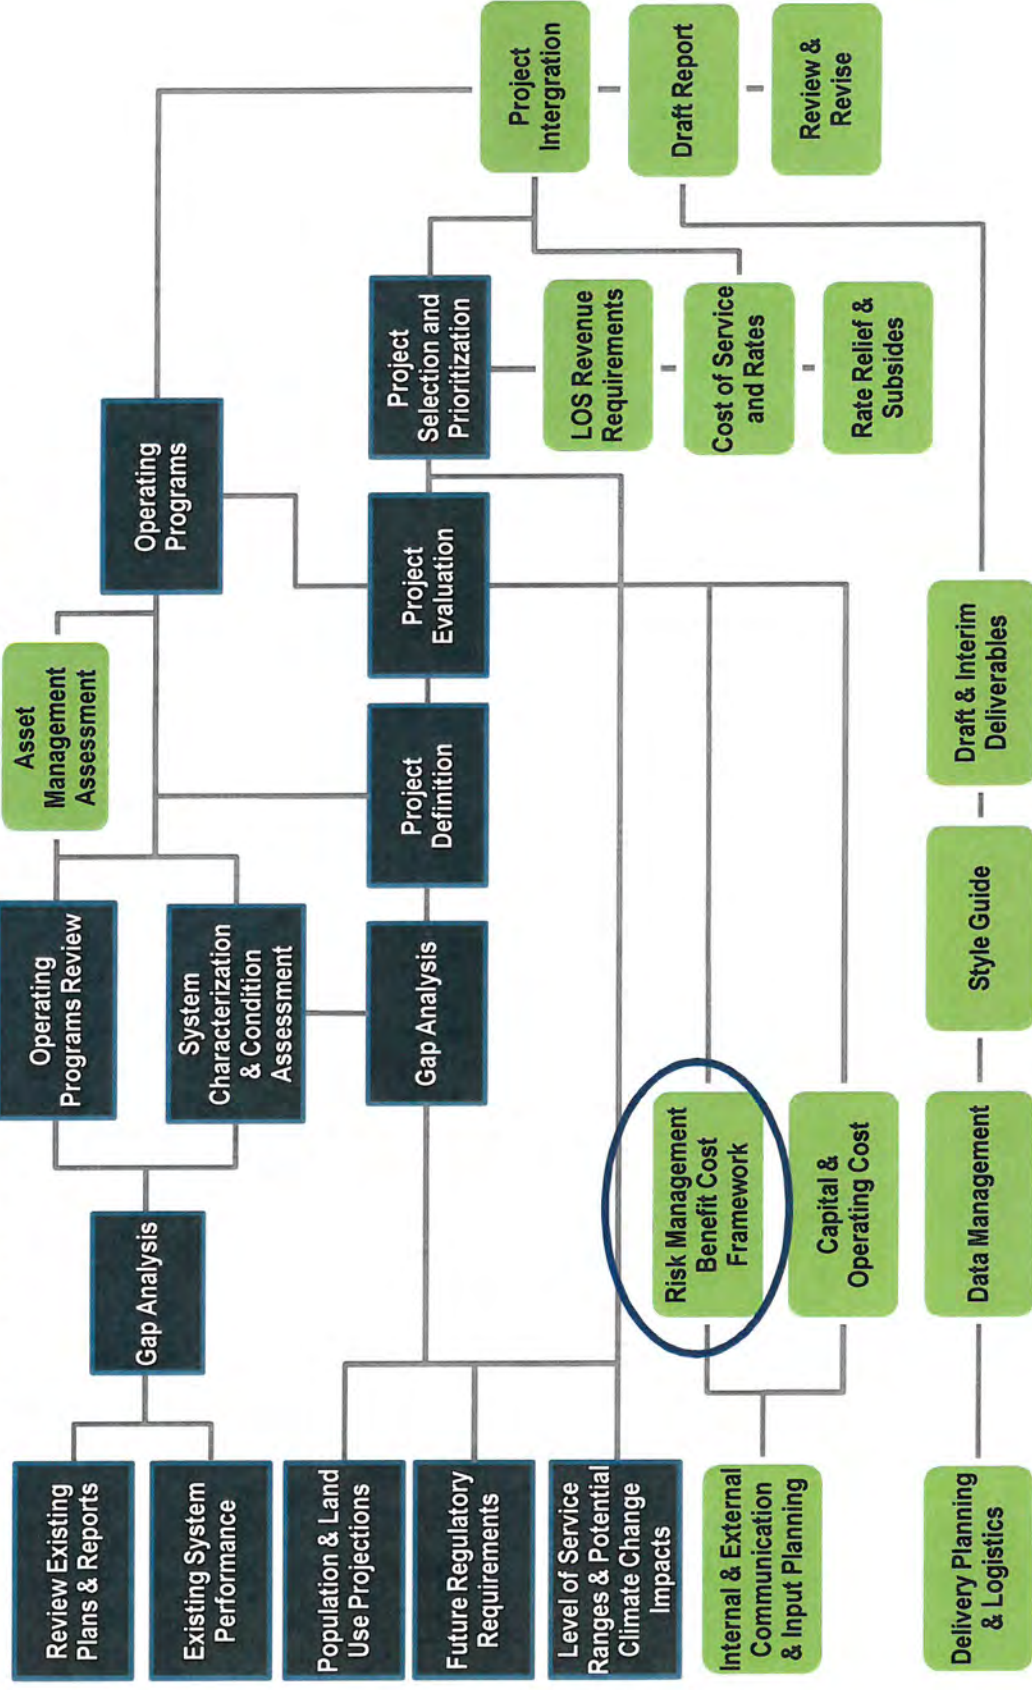 Review Existing
Plans & Reports
Existing System
Performance
Population & Land
Use Projections
Future Regulatory
Requirements
Level of Service
Ranges & Potential
Climate Change
Impacts
Internal & External
Communication
& Input Planning
Delivery Planning
& Logistics
Gap Analysis
Operating
Programs Review
System
Characterization
& Condition
Assessment
Gap Analysis
Risk Management
Benefit Cost
Framework
Capital &
Operating Cost
Data Management
Asset
Management
Assessment
Project
Definition
Style Guide
Operating
Programs
Project
Evaluation
Draft & Interim
Deliverables
Project
Selection and
Prioritization
LOS Revenue
Requirements
Cost of Service
and Rates
Rate Relief &
Subsides
Project
Intergration
Draft Report
Review &
Revise